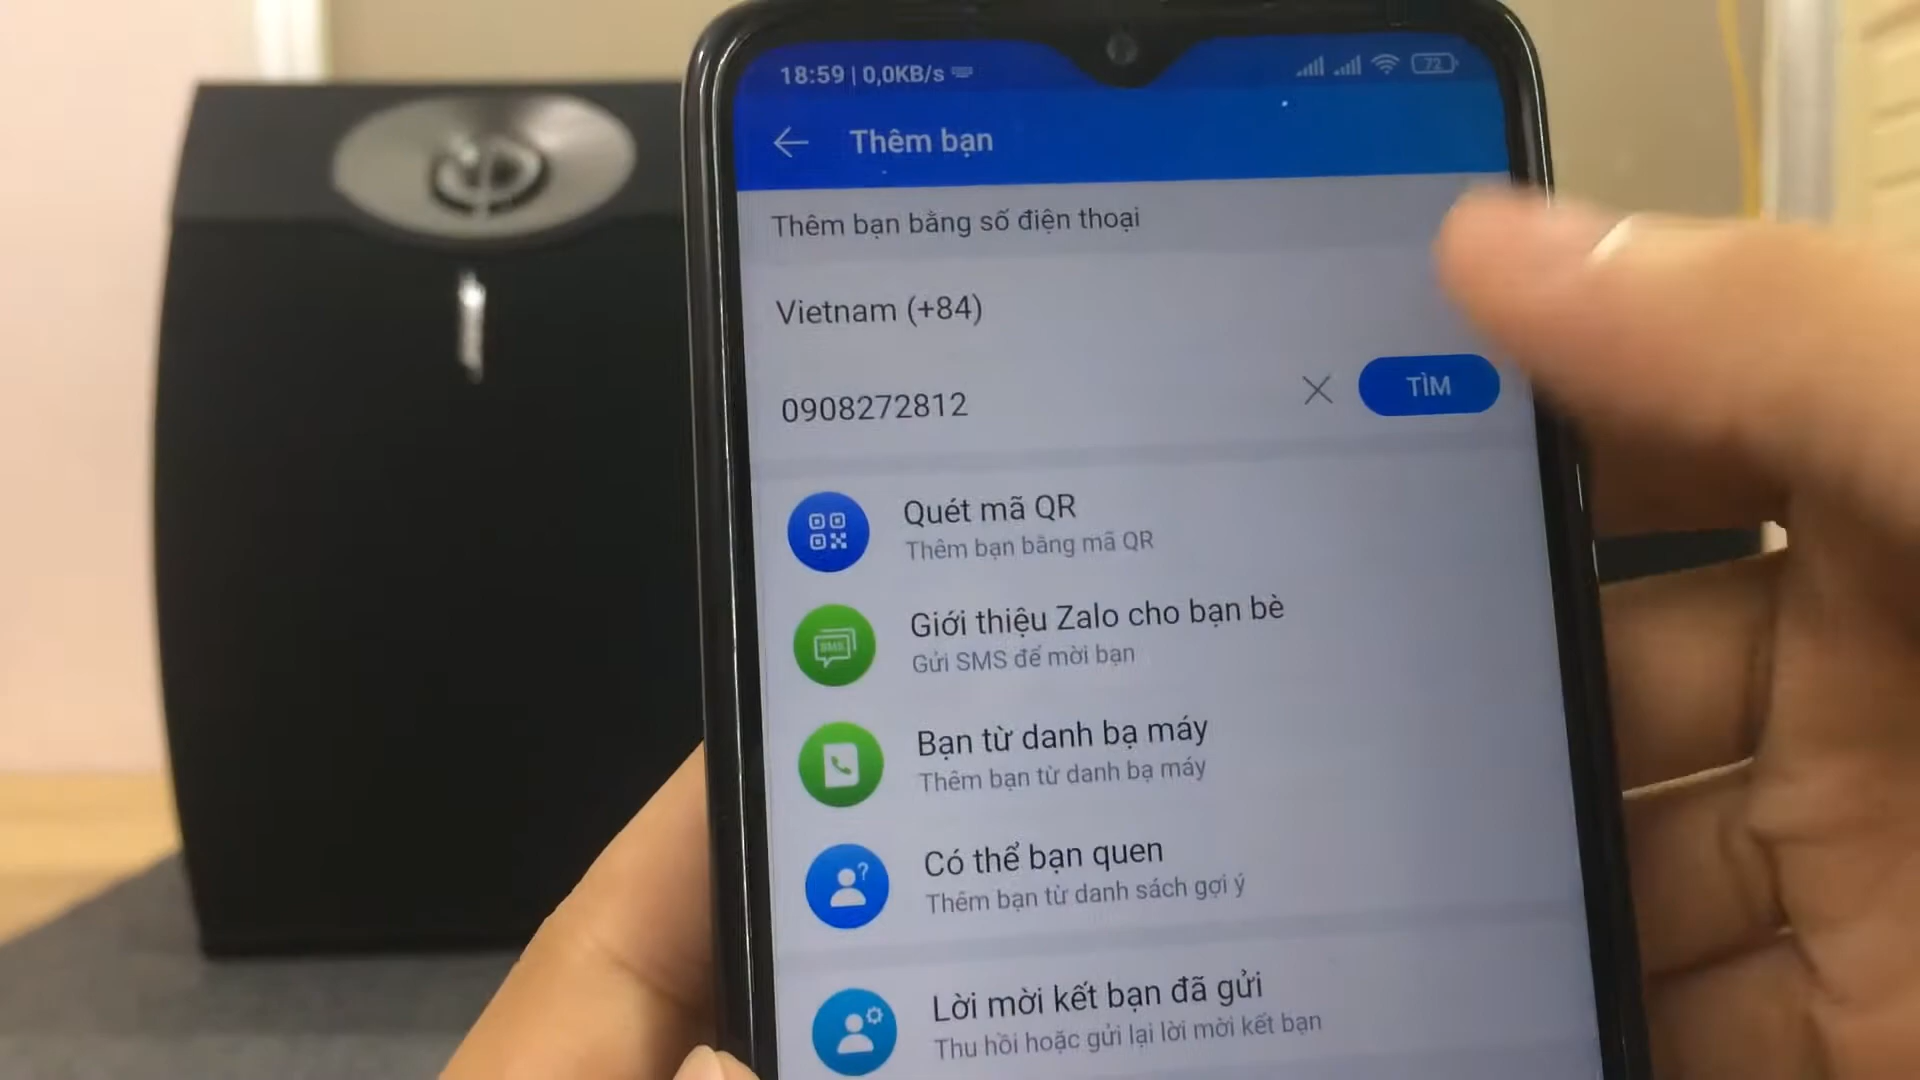 18:59 | 0,0KB/s
72
Thêm bạn
Thêm bạn bằng số điện thoại
Vietnam (+84)
0908272812
TÌM
Quét mã QR
Thêm bạn bằng mã QR
SMS
Giới thiệu Zalo cho bạn bè
Gửi SMS để mời bạn
Bạn từ danh bạ máy
Thêm bạn từ danh bạ máy
Có thể bạn quen
Thêm bạn từ danh sách gợi ý
Lời mời kết bạn đã gửi
Thu hồi hoặc gửi lại lời mời kết bạn